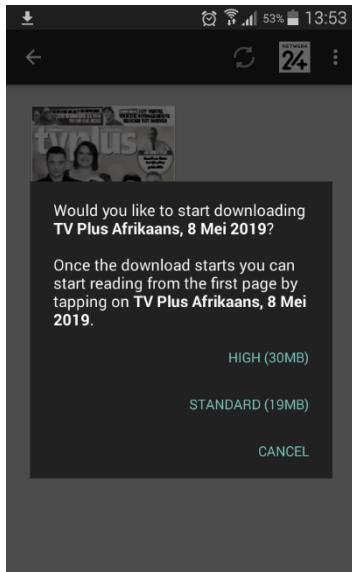 53% 13:53
NETWERK
24
tvplus
Would you like to start downloading
TV Plus Afrikaans, 8 Mei 2019?
Once the download starts you can
start reading from the first page by
tapping on TV Plus Afrikaans, 8 Mei
2019.
HIGH (30MB)
STANDARD (19MB)
CANCEL